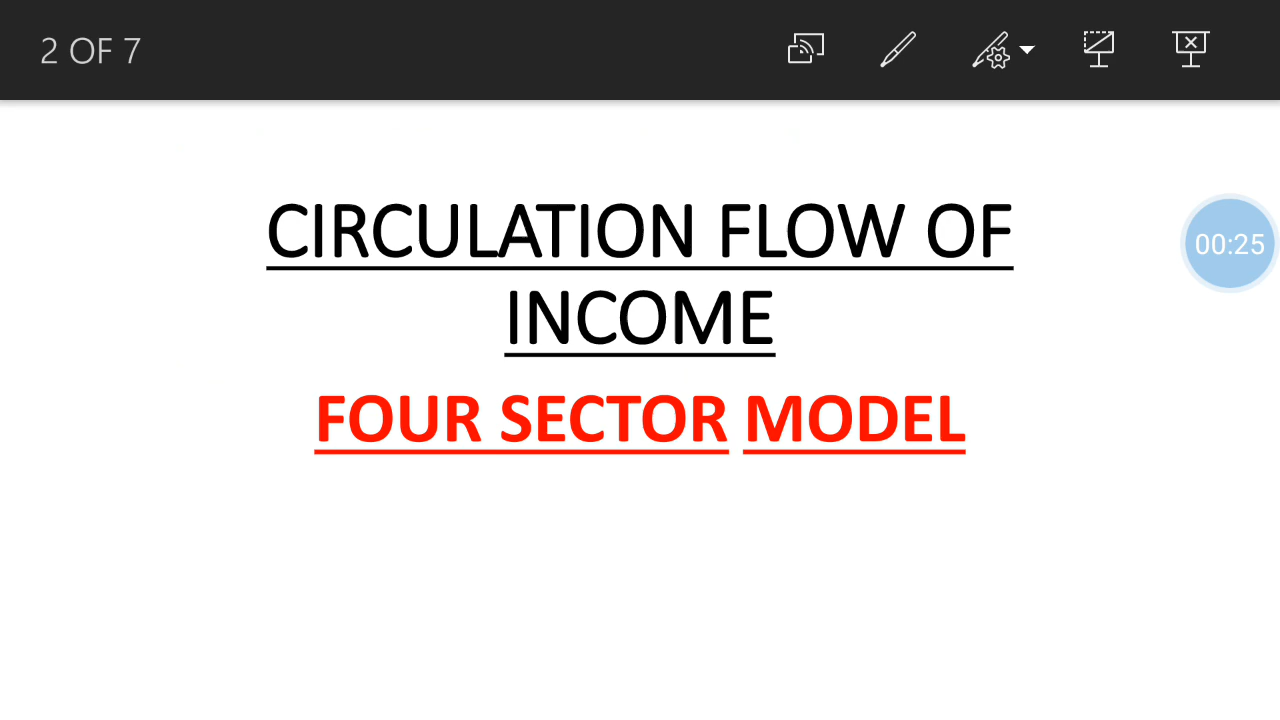 2 OF 7
CIRCULATION FLOW OF
INCOME
FOUR SECTOR MODEL
00:25